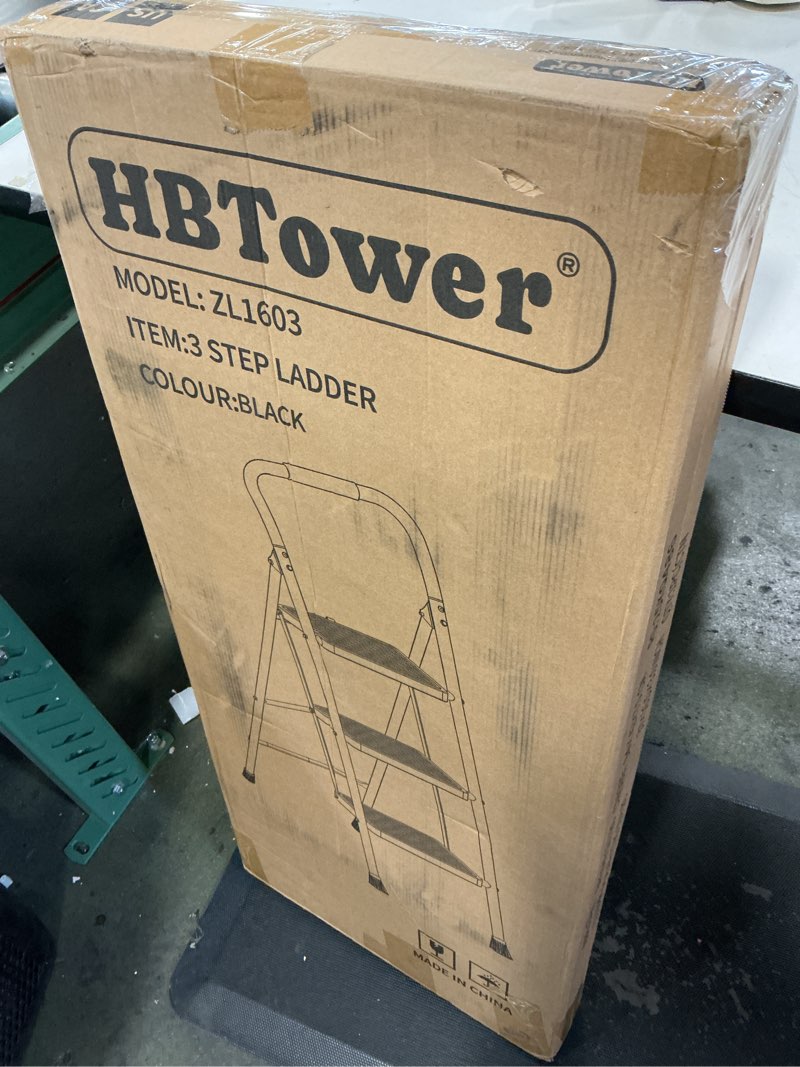 HBTower®
MODEL: ZL1603
ITEM:3 STEP LADDER
COLOUR:BLACK
MADE IN CHINA